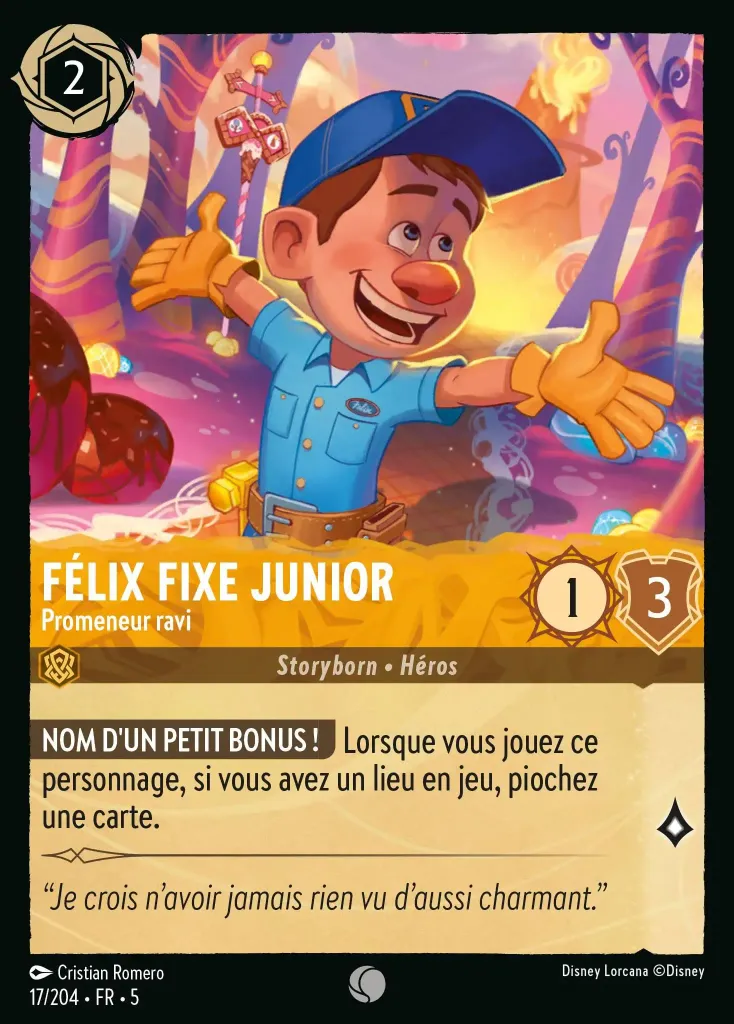 2
FÉLIX FIXE JUNIOR
Promeneur ravi
1
3
Storyborn • Héros
NOM D'UN PETIT BONUS ! Lorsque vous jouez ce
personnage, si vous avez un lieu en jeu, piochez
une carte.
“Je crois n’avoir jamais rien vu d’aussi charmant.”
Cristian Romero
Disney Lorcana ©Disney
17/204 • FR • 5